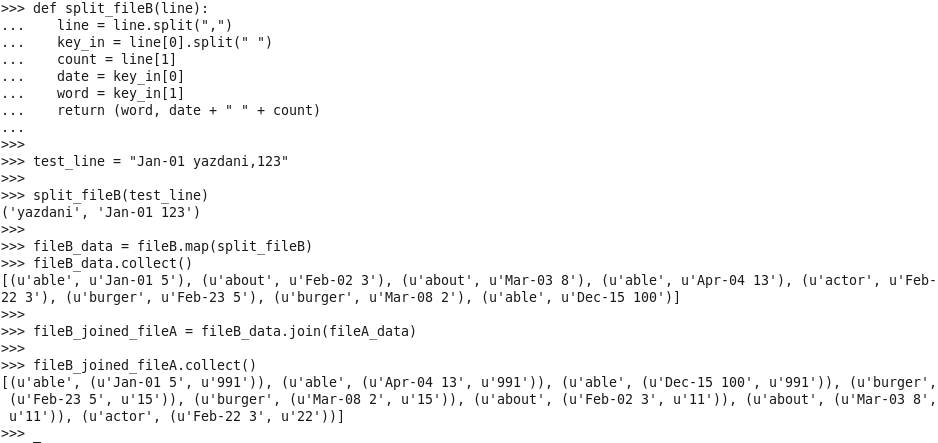 >>> def split_fileB(line):
...    line = line.split(",")
...    key_in = line[0].split(" ")
...    count = line[1]
...    date = key_in[0]
...    word = key_in[1]
...    return (word, date + " " + count)
...
>>>
>>> test_line = "Jan-01 yazdani,123"
>>>
>>> split_fileB(test_line)
('yazdani', 'Jan-01 123')
>>>
>>> fileB_data = fileB.map(split_fileB)
>>> fileB_data.collect()
[(u'able', u'Jan-01 5'), (u'about', u'Feb-02 3'), (u'about', u'Mar-03 8'), (u'able', u'Apr-04 13'), (u'actor', u'Feb-
22 3'), (u'burger', u'Feb-23 5'), (u'burger', u'Mar-08 2'), (u'able', u'Dec-15 100')]
>>>
>>> fileB_joined_fileA = fileB_data.join(fileA_data)
>>>
>>> fileB_joined_fileA.collect()
[(u'able', (u'Jan-01 5', u'991')), (u'able', (u'Apr-04 13', u'991')), (u'able', (u'Dec-15 100', u'991')), (u'burger',
 (u'Feb-23 5', u'15')), (u'burger', (u'Mar-08 2', u'15')), (u'about', (u'Feb-02 3', u'11')), (u'about', (u'Mar-03 8',
 u'11')), (u'actor', (u'Feb-22 3', u'22'))]
>>> _